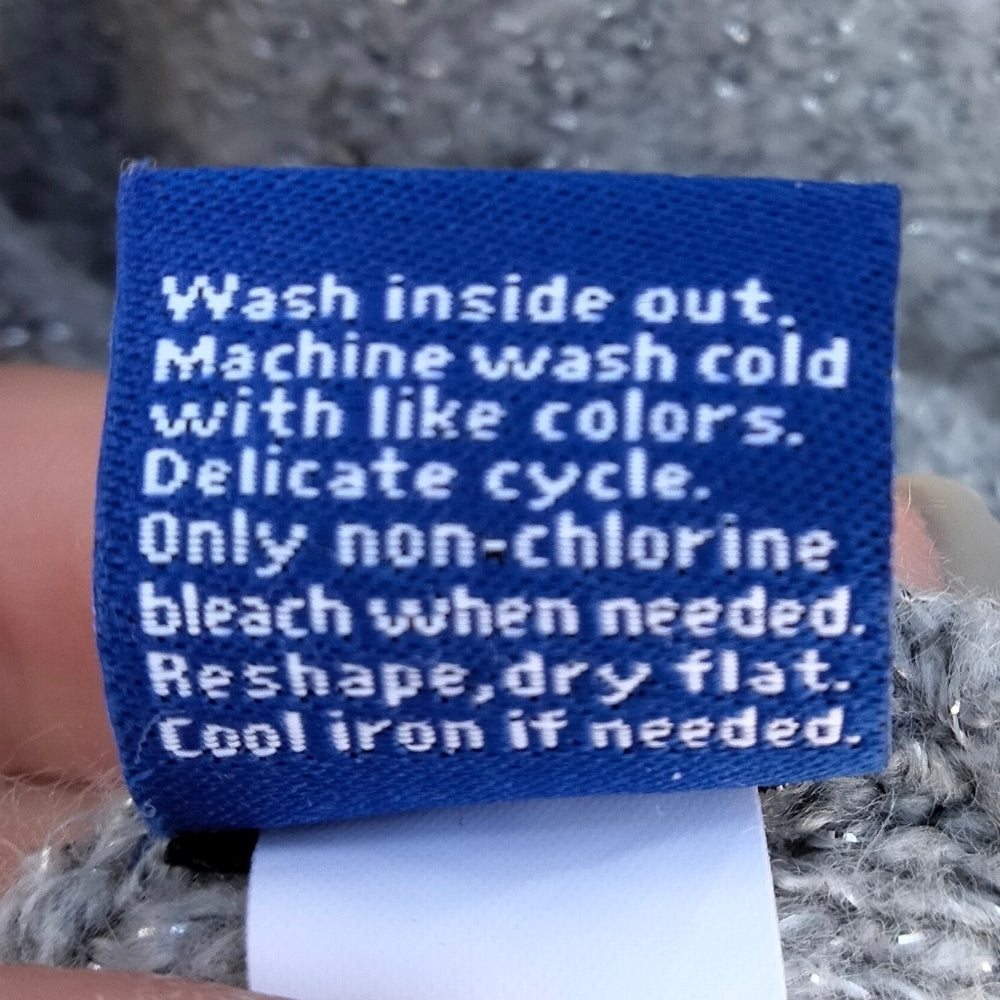 Wash inside out.
Machine wash cold
with like colors.
Delicate cycle.
Only non-chlorine
bleach when needed.
Reshape,dry flat.
Cool iron if needed.